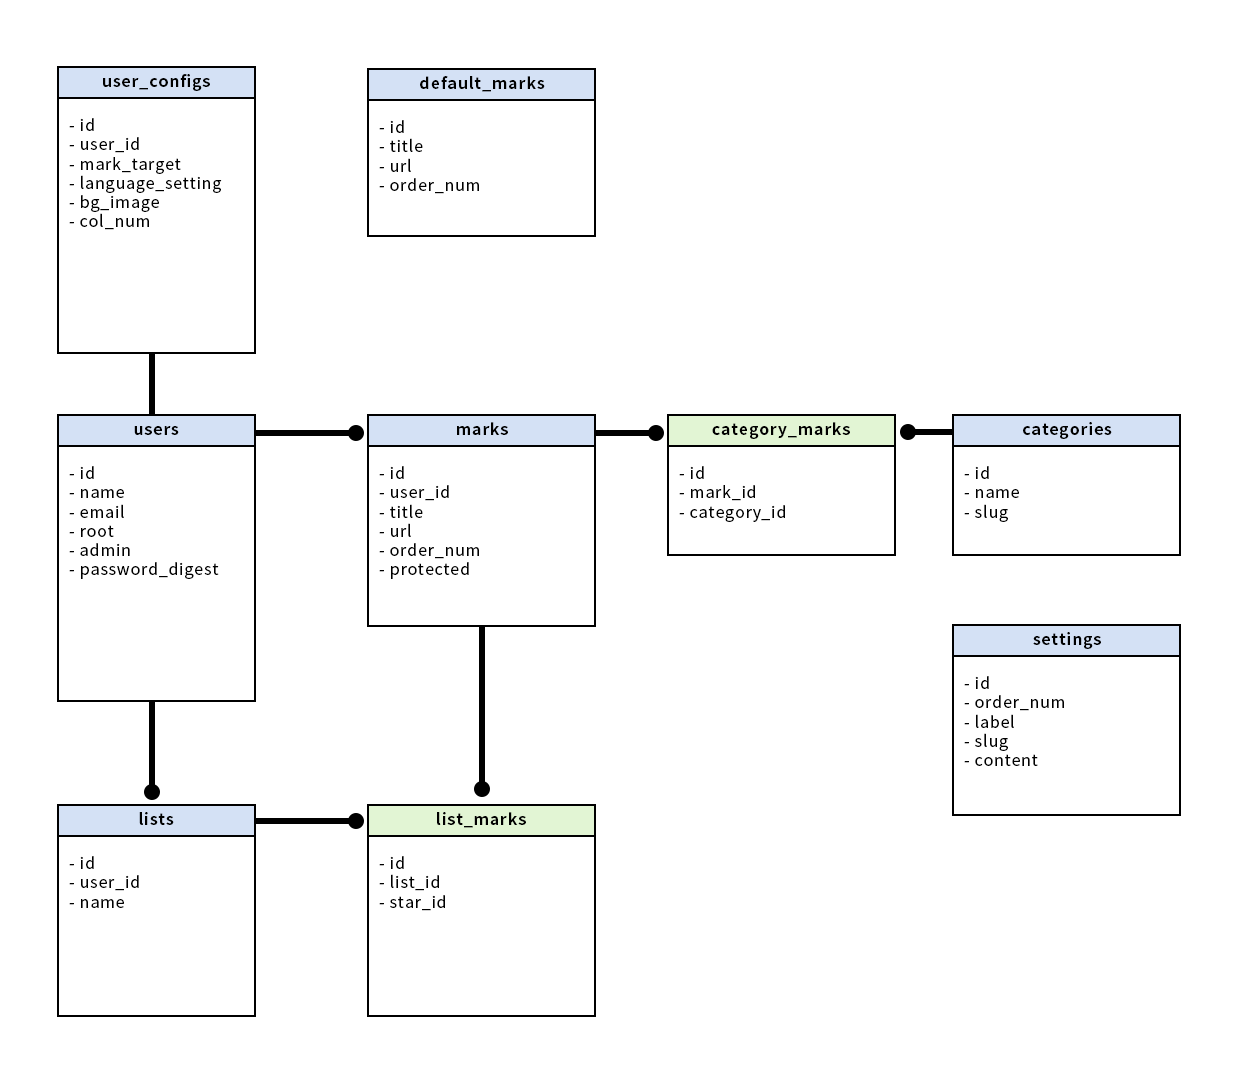 user_configs
- id
- user_id
- mark_target
- language_setting
- bg_image
- col_num
default_marks
- id
- title
- url
- order_num
users
- id
- name
- email
- root
- admin
- password_digest
marks
- id
- user_id
- title
- url
- order_num
- protected
category_marks
- id
- mark_id
- category_id
categories
- id
- name
- slug
settings
- id
- order_num
- label
- slug
- content
lists
- id
- user_id
- name
list_marks
- id
- list_id
- star_id